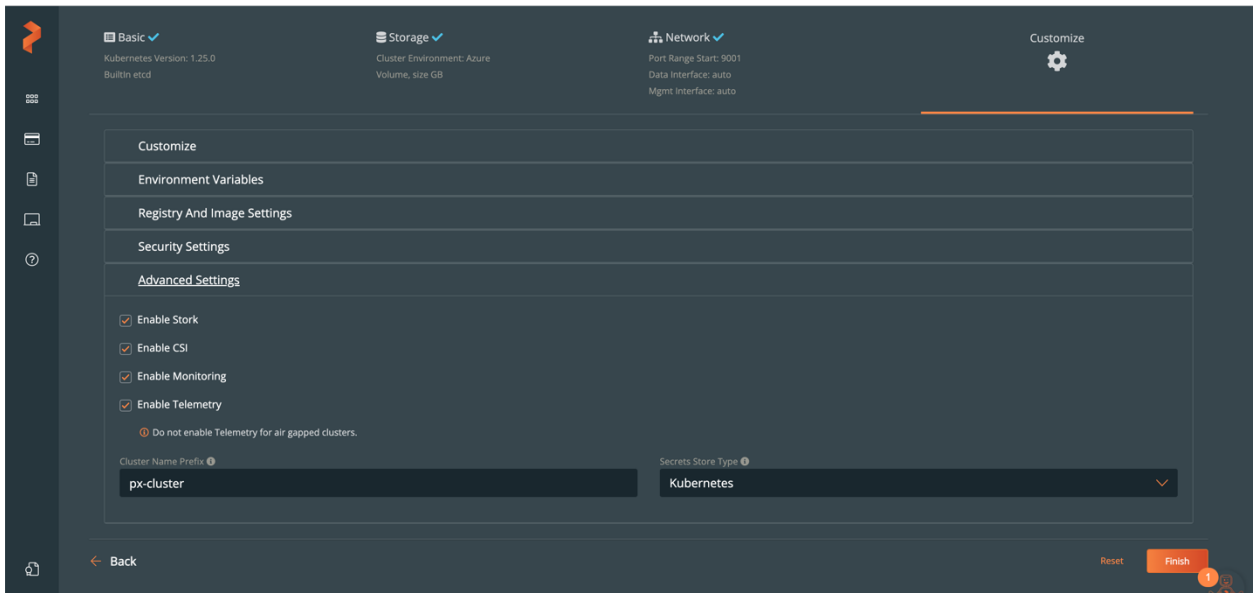 Basic
Kubernetes Version: 1.25.0
Builtin etcd
Storage
Cluster Environment: Azure
Volume, size GB
Network
Port Range Start: 9001
Data Interface: auto
Mgmt Interface: auto
Customize
Customize
Environment Variables
Registry And Image Settings
Security Settings
Advanced Settings
Enable Stork
Enable CSI
Enable Monitoring
Enable Telemetry
Do not enable Telemetry for air gapped clusters.
Cluster Name Prefix
px-cluster
Secrets Store Type
Kubernetes
Back
Reset
Finish
1